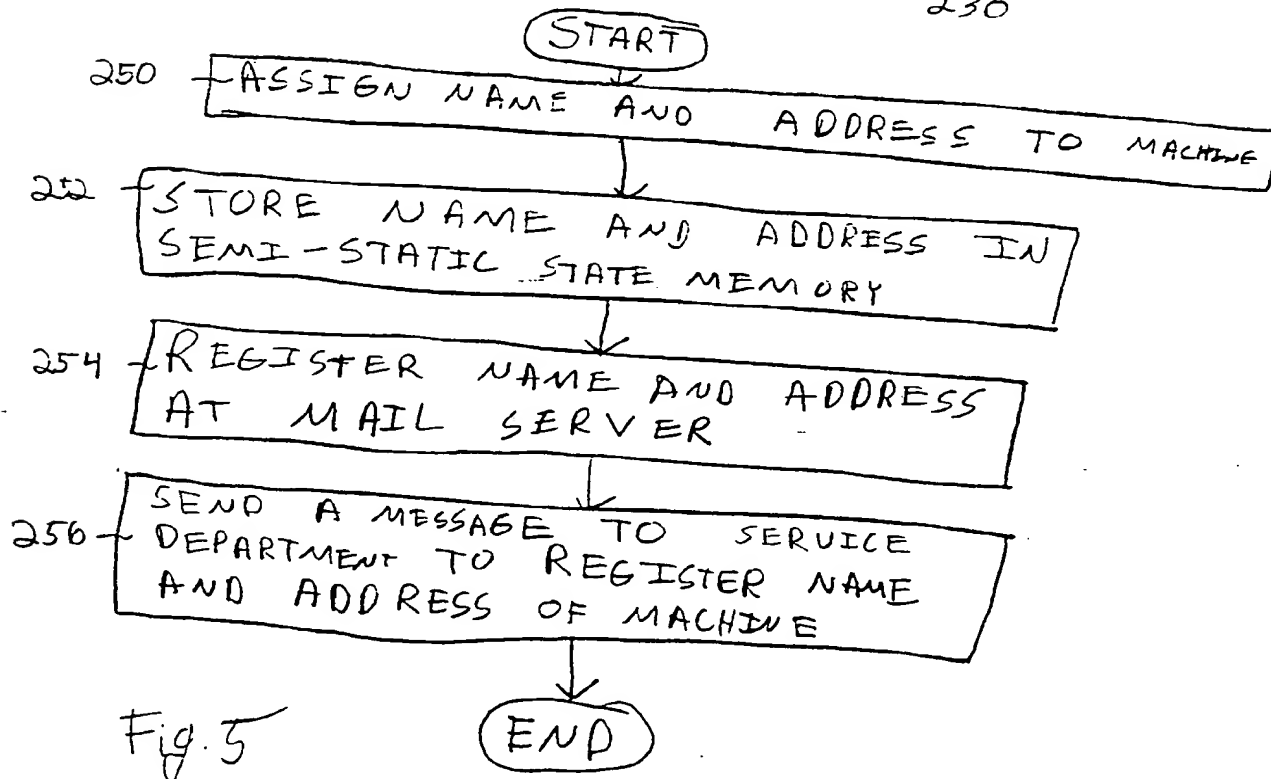 230
START
250 ASSIGN NAME AND ADDRESS TO MACHINE
252 STORE NAME AND ADDRESS IN
SEMI-STATIC STATE MEMORY
254 REGISTER NAME AND ADDRESS
AT MAIL SERVER
SEND A MESSAGE TO SERVICE
256 DEPARTMENT TO REGISTER NAME
AND ADDRESS OF MACHINE
END
Fig. 5